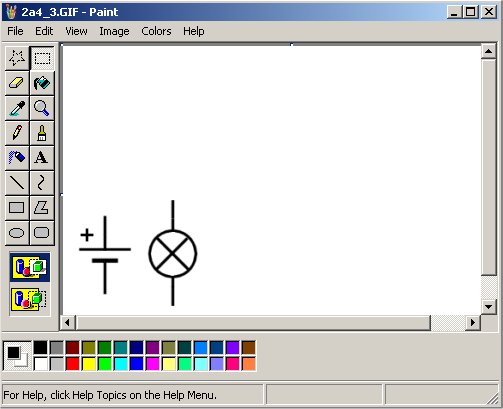 2a4_3.GIF - Paint
File Edit View Image Colors Help
A
+
For Help, click Help Topics on the Help Menu.